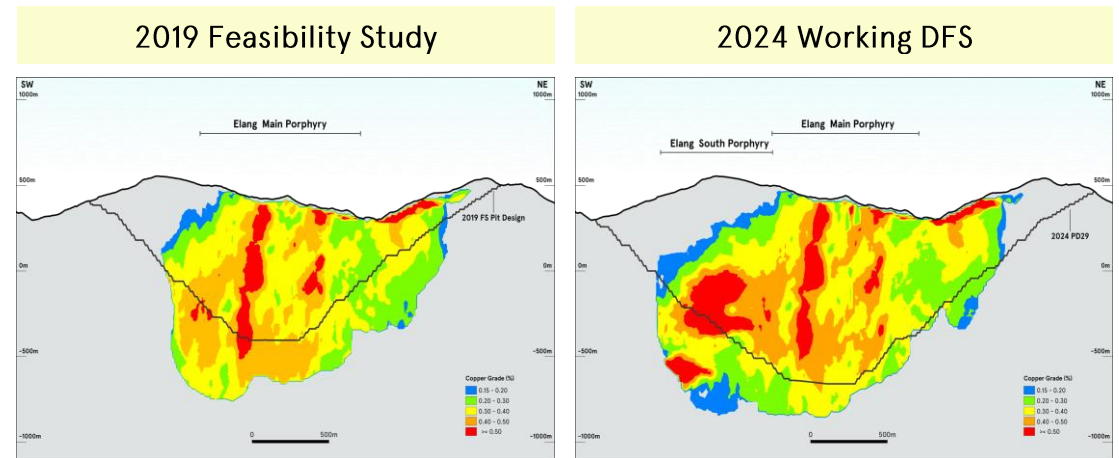 2019 Feasibility Study
SW
NE
1000m
1000m
Elang Main Porphyry
500m
500m
2019 FS Pit Design
0m
0m
-500m
-500m
Copper Grade (%)
0.15 - 0.20
0.20 - 0.30
0.30 - 0.40
0.40 - 0.50
>= 0.50
0
500m
-1000m
-1000m
2024 Working DFS
SW
NE
1000m
1000m
Elang Main Porphyry
Elang South Porphyry
500m
500m
2024 PD29
0m
0m
-500m
-500m
Copper Grade (%)
0.15 - 0.20
0.20 - 0.30
0.30 - 0.40
0.40 - 0.50
>= 0.50
0
500m
-1000m
-1000m